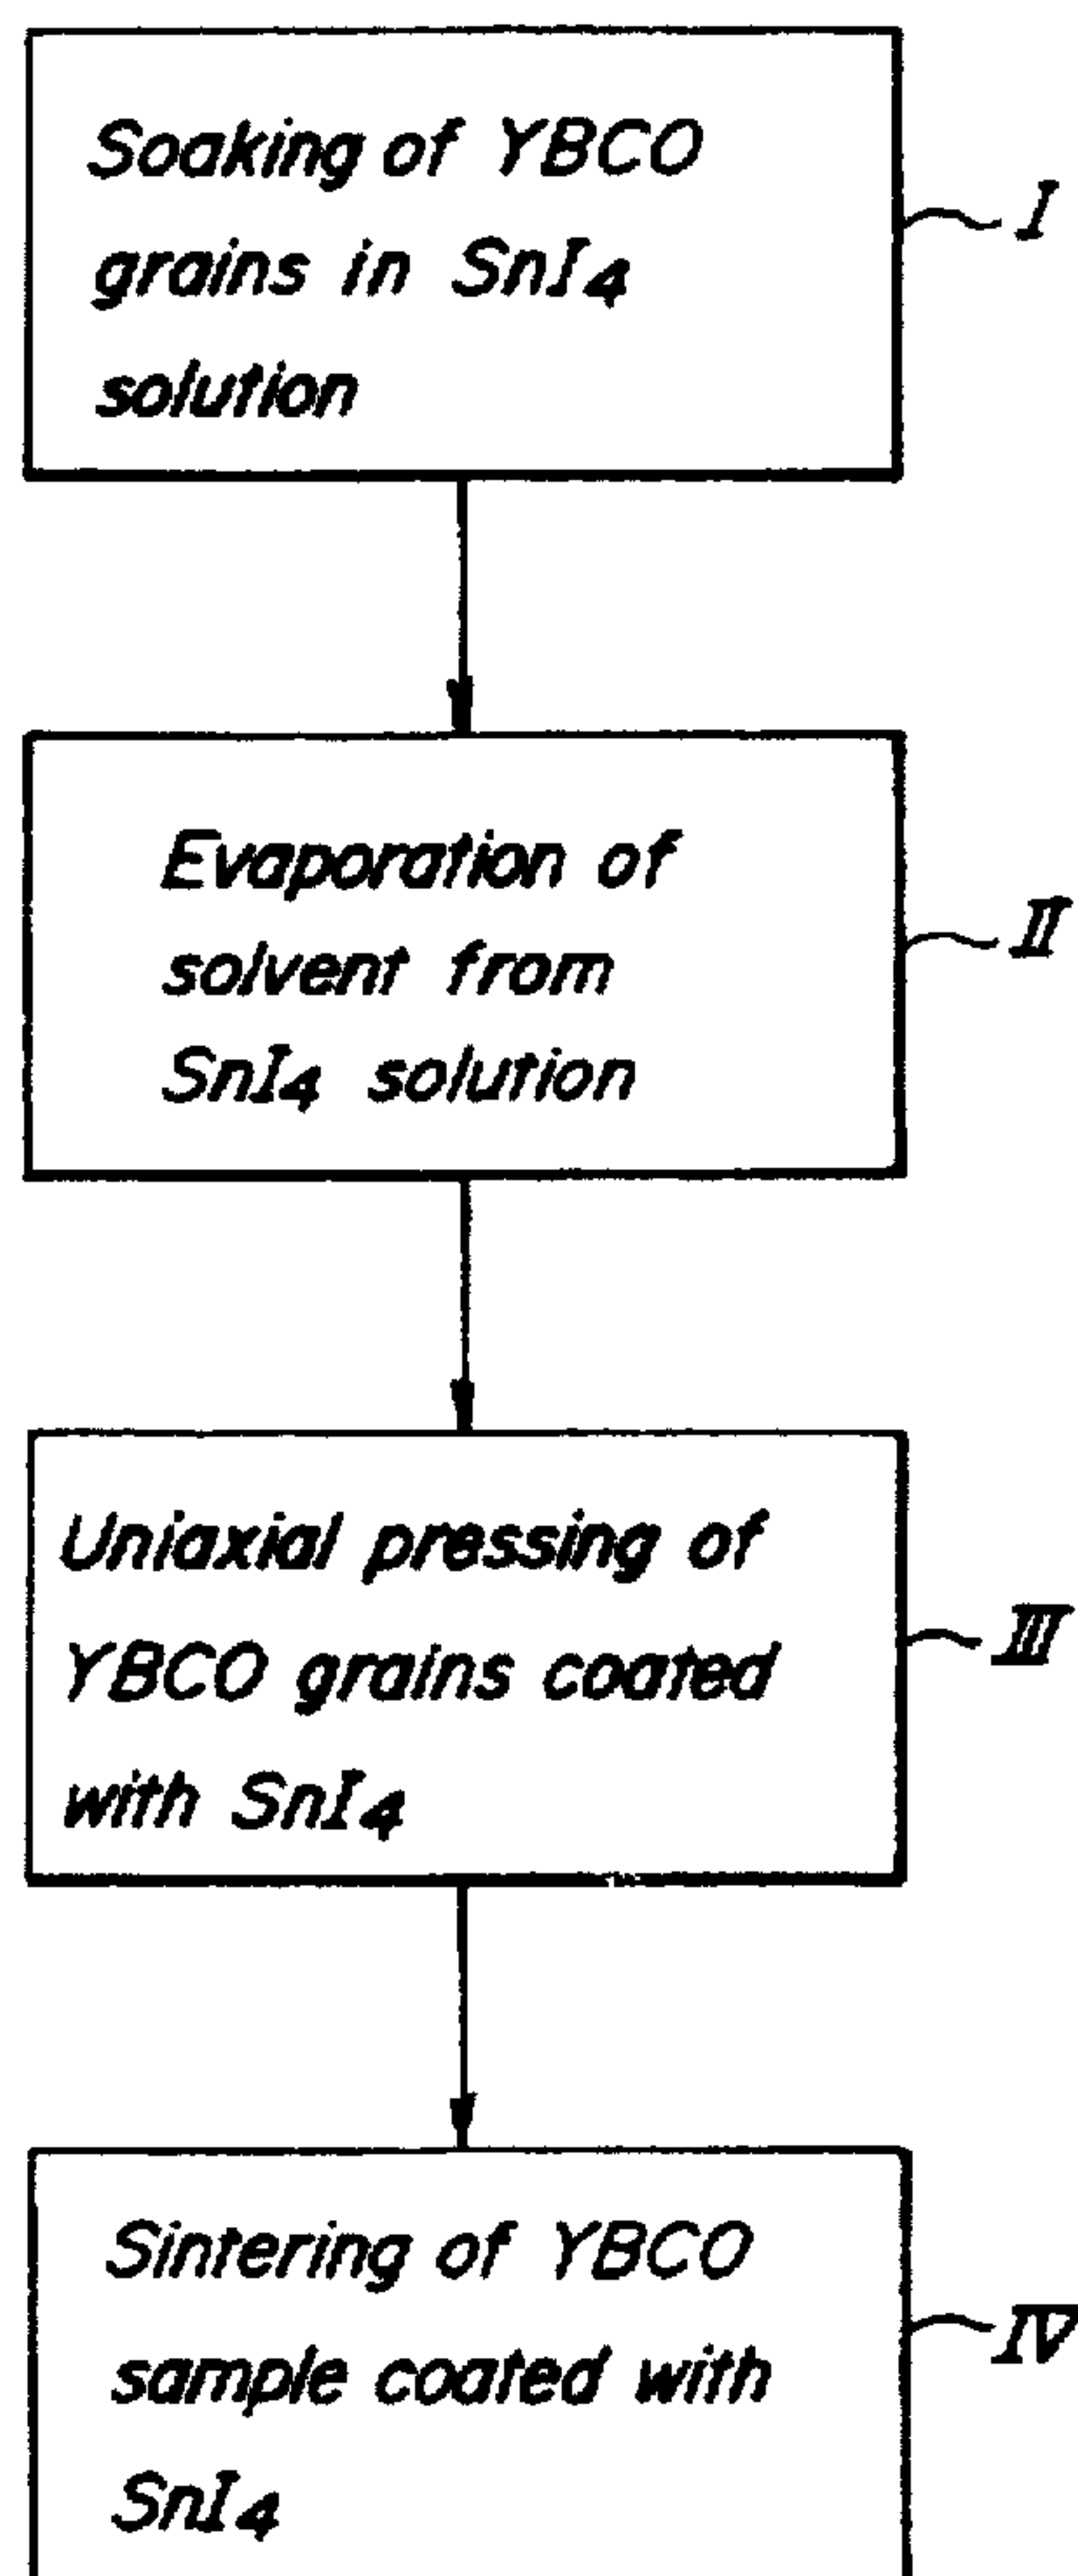 Soaking of YBCO
grains in SnI4
solution
I
Evaporation of
solvent from
SnI4 solution
II
Uniaxial pressing of
YBCO grains coated
with SnI4
III
Sintering of YBCO
sample coated with
SnI4
IV